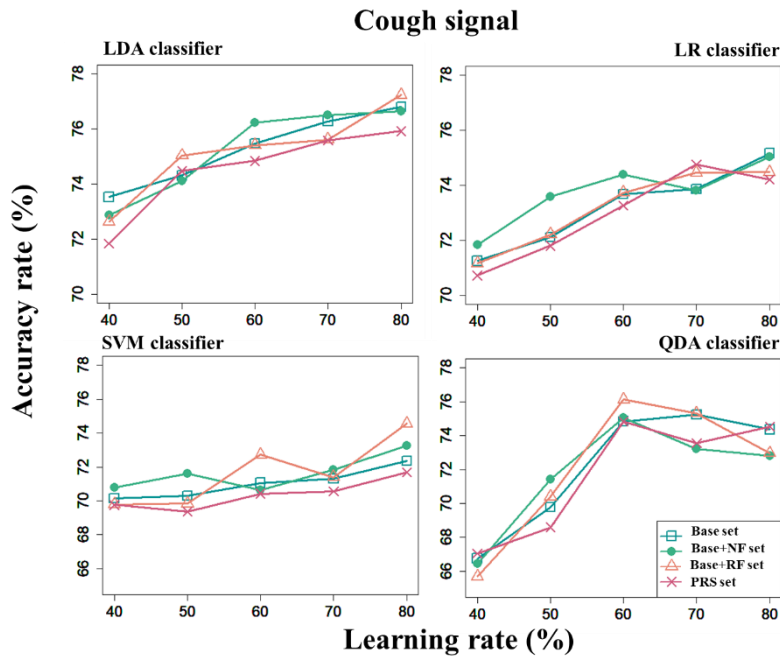 Cough signal
LDA classifier
LR classifier
78
76
74
72
70
40 50 60 70 80
78
76
74
72
70
40 50 60 70 80
SVM classifier
QDA classifier
78
76
74
72
70
68
66
40 50 60 70 80
78
76
74
72
70
68
66
40 50 60 70 80
Base set
Base+NF set
Base+RF set
PRS set
Accuracy rate (%)
Learning rate (%)